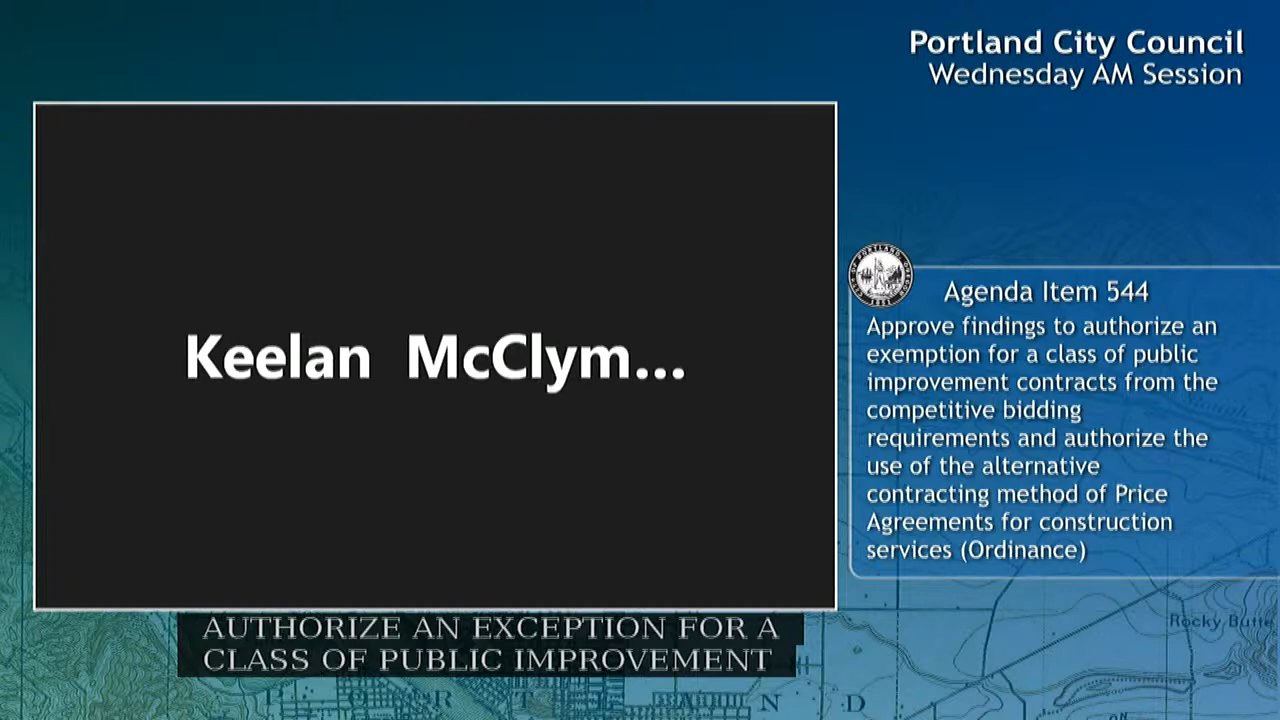 Portland City Council
Wednesday AM Session
Keelan McClym...
Agenda Item 544
Approve findings to authorize an
exemption for a class of public
improvement contracts from the
competitive bidding
requirements and authorize the
use of the alternative
contracting method of Price
Agreements for construction
services (Ordinance)
AUTHORIZE AN EXCEPTION FOR A
CLASS OF PUBLIC IMPROVEMENT
Rocky Butte
P O R T L A N D